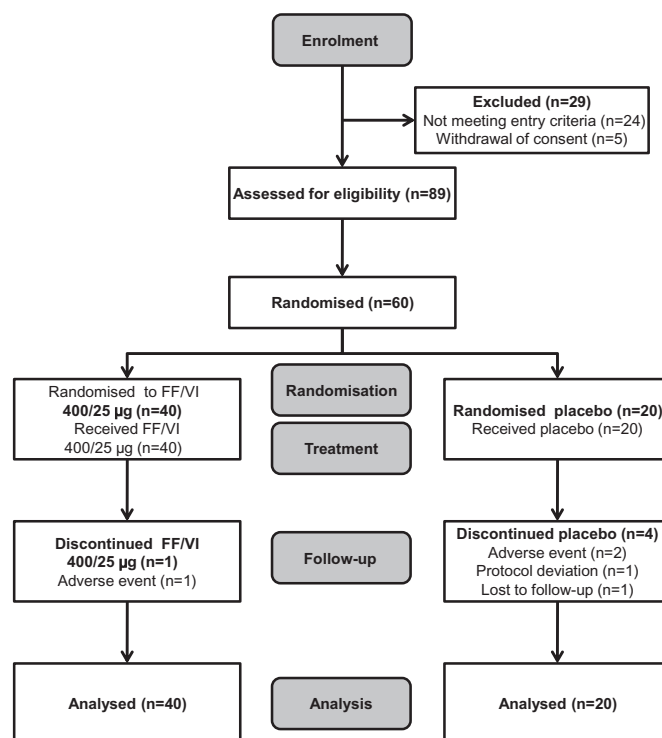 Enrolment
Excluded (n=29)
Not meeting entry criteria (n=24)
Withdrawal of consent (n=5)
Assessed for eligibility (n=89)
Randomised (n=60)
Randomised to FF/VI
400/25 µg (n=40)
Received FF/VI
400/25 µg (n=40)
Randomisation
Treatment
Randomised placebo (n=20)
Received placebo (n=20)
Discontinued FF/VI
400/25 µg (n=1)
Adverse event (n=1)
Follow-up
Discontinued placebo (n=4)
Adverse event (n=2)
Protocol deviation (n=1)
Lost to follow-up (n=1)
Analysed (n=40)
Analysis
Analysed (n=20)